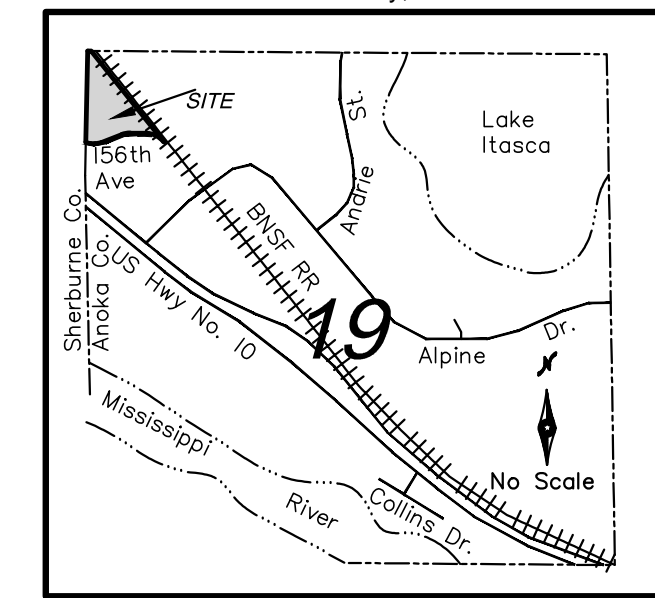 SITE
St.
Andrie
Lake
Itasca
156th
Ave
BNSF RR
Sherburne Co.
Anoka Co.
US Hwy No. 10
19
Alpine
Dr.
N
Mississippi
River
No Scale
Collins Dr.